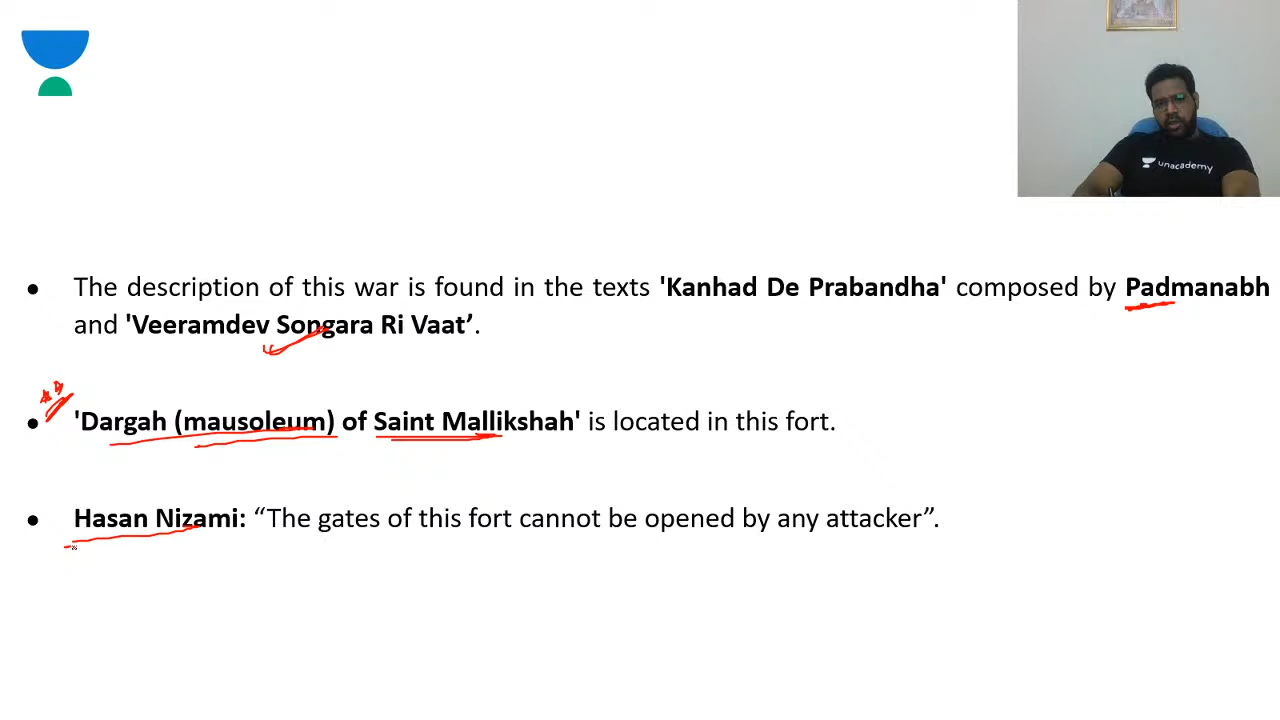 unacademy
• The description of this war is found in the texts 'Kanhad De Prabandha' composed by Padmanabh
and 'Veeramdev Songara Ri Vaat’.
• 'Dargah (mausoleum) of Saint Mallikshah' is located in this fort.
• Hasan Nizami: “The gates of this fort cannot be opened by any attacker”.